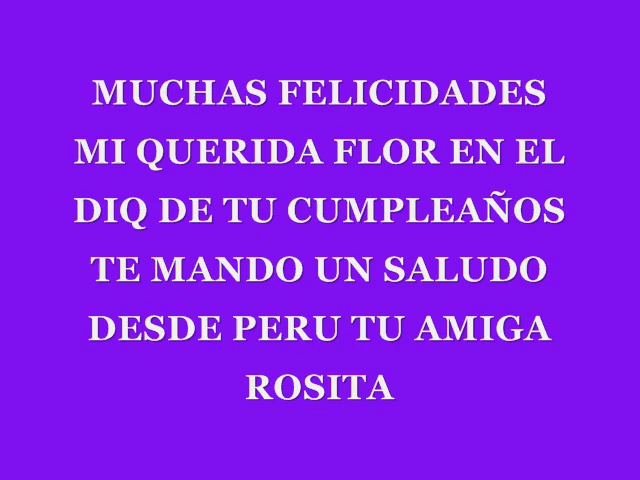 MUCHAS FELICIDADES
MI QUERIDA FLOR EN EL
DIQ DE TU CUMPLEAÑOS
TE MANDO UN SALUDO
DESDE PERU TU AMIGA
ROSITA